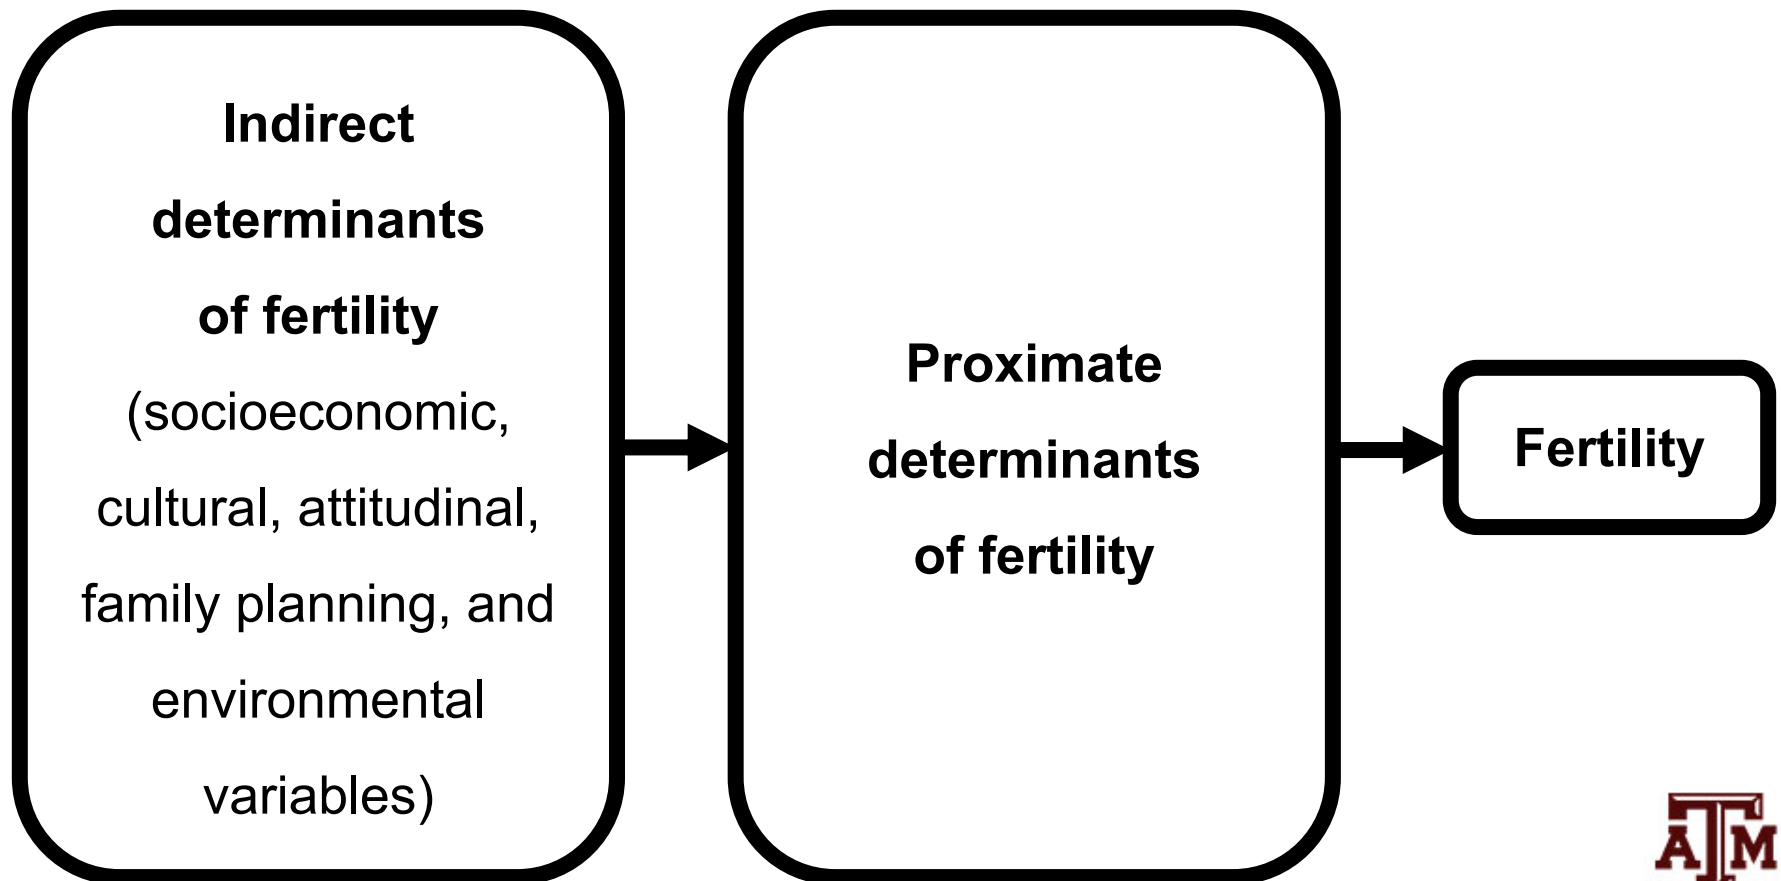 Indirect
determinants
of fertility
(socioeconomic,
cultural, attitudinal,
family planning, and
environmental
variables)
Proximate
determinants
of fertility
Fertility
ATM